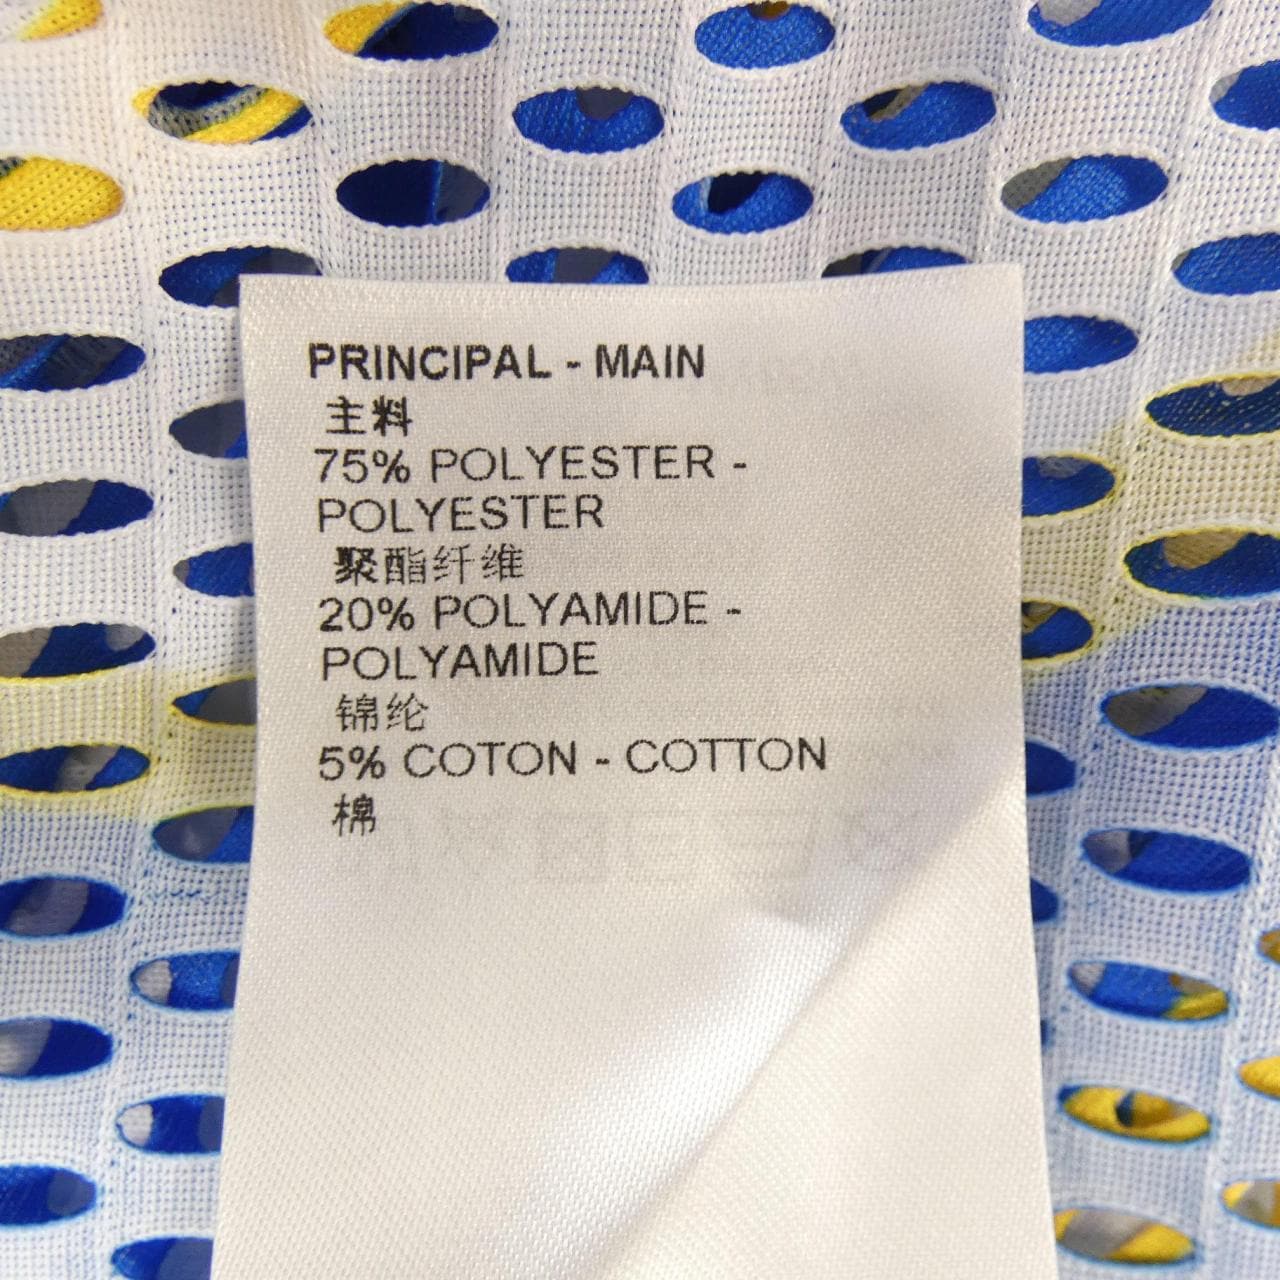 PRINCIPAL - MAIN
主料
75% POLYESTER -
POLYESTER
聚酯纤维
20% POLYAMIDE -
POLYAMIDE
锦纶
5% COTON - COTTON
棉